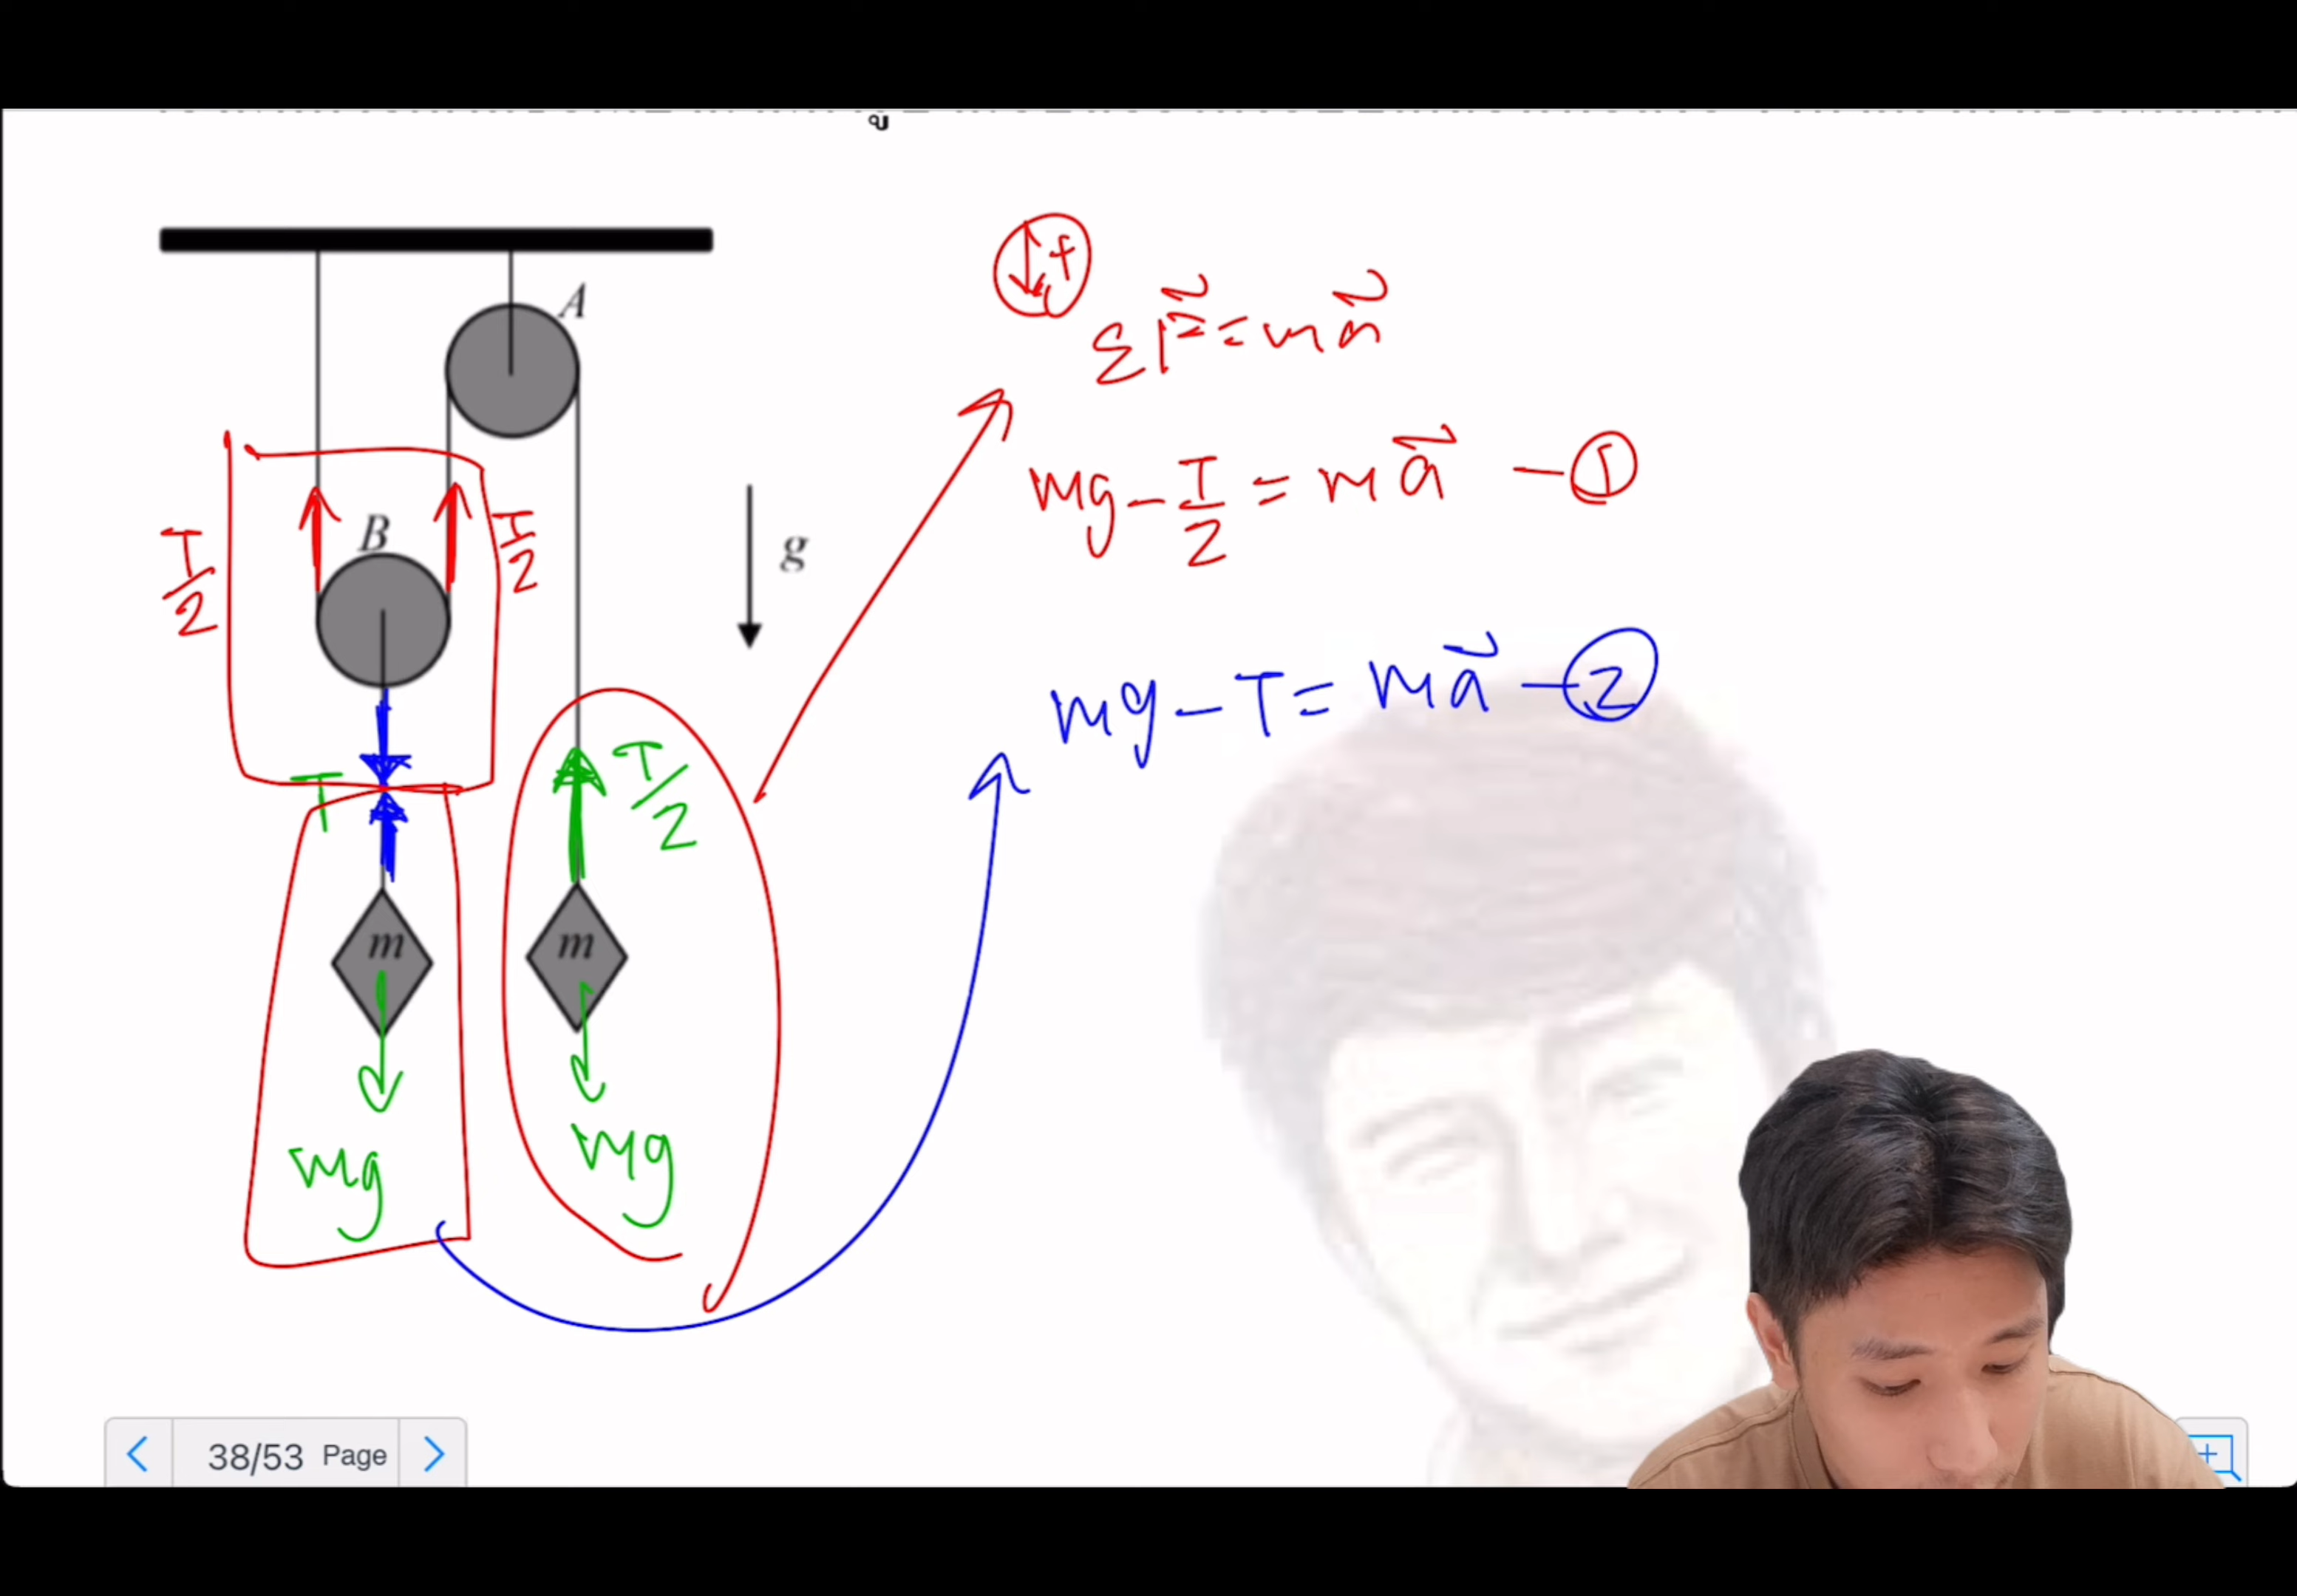 A
B
g
T/2
T/2
T
T/2
m
m
mg
mg
↓+
ΣF⃗ = ma⃗
mg - T/2 = ma⃗ - ①
mg - T = ma⃗ - ②
38/53 Page